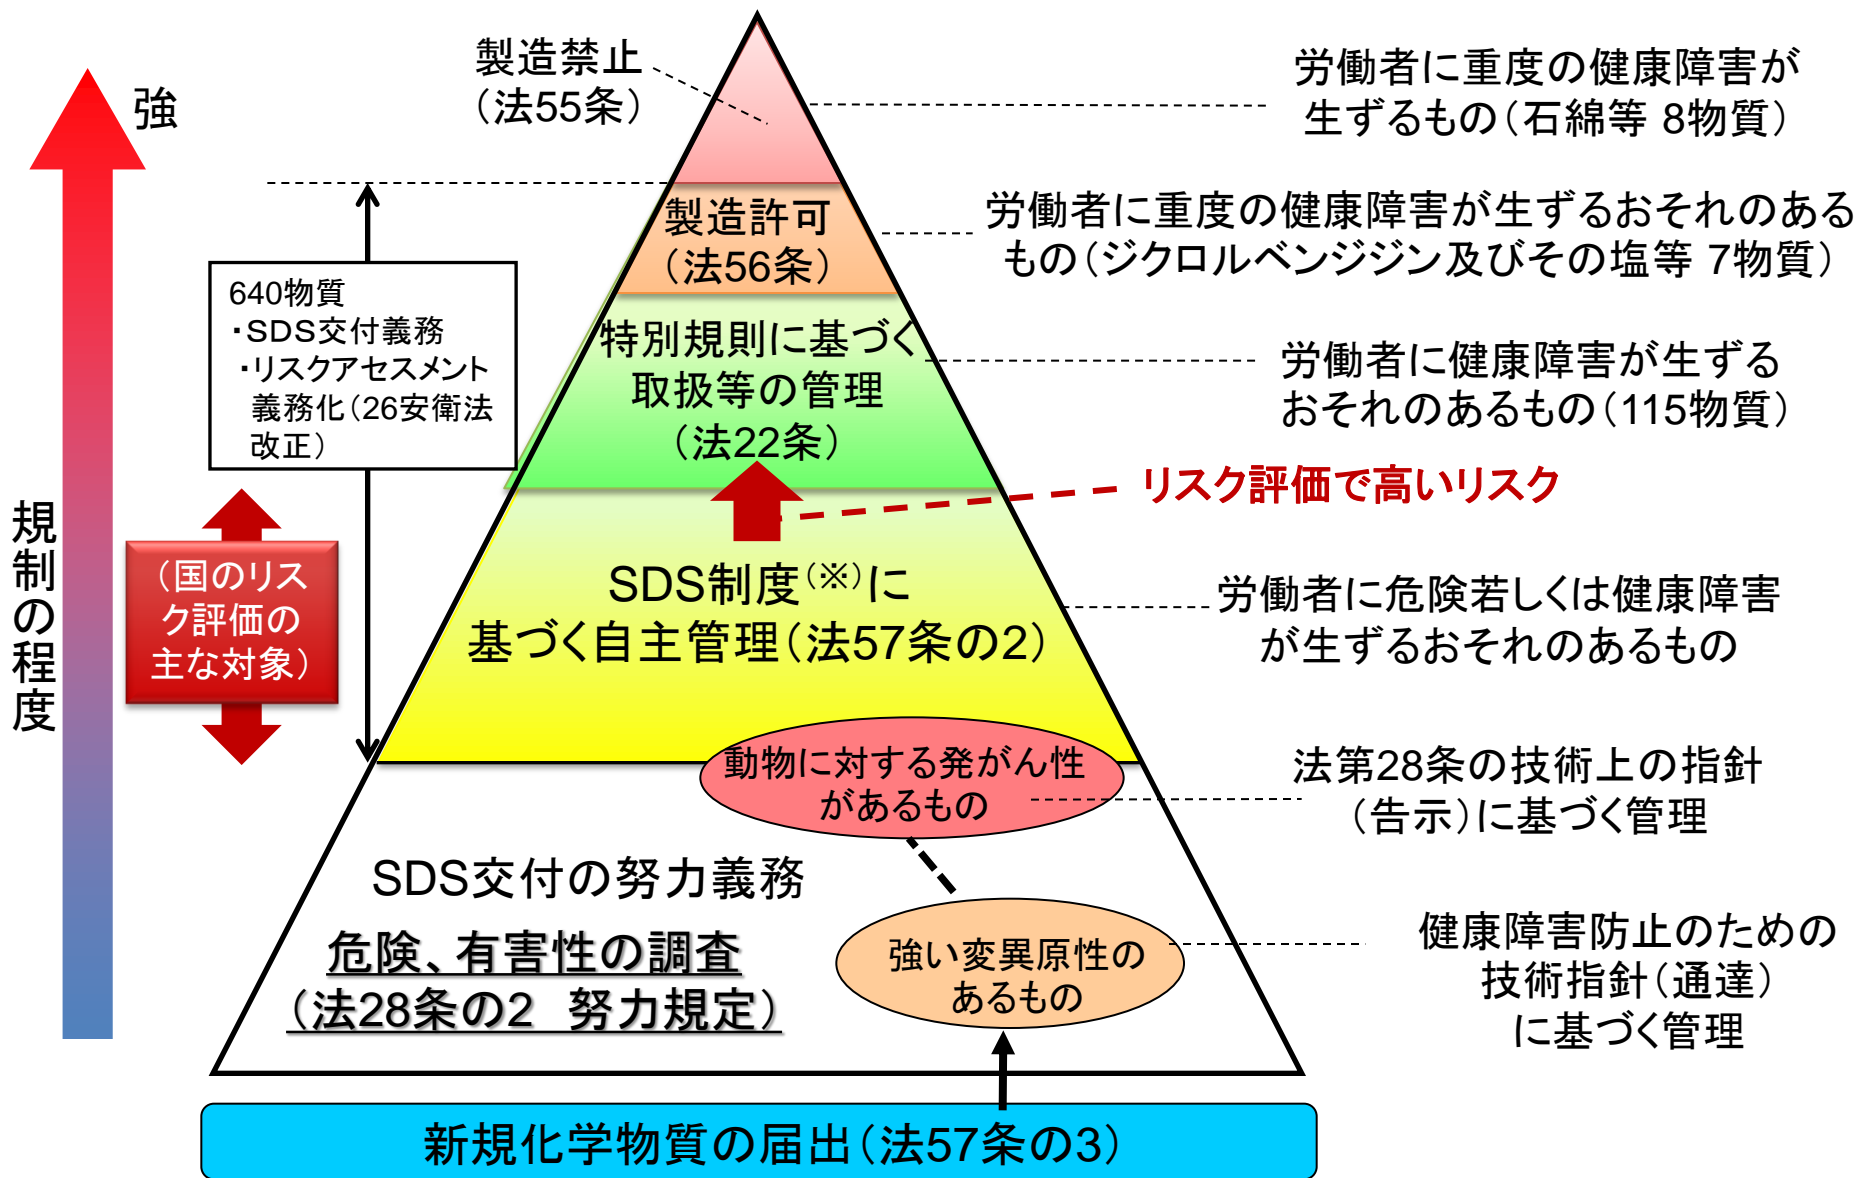 製造禁止
（法55条）
労働者に重度の健康障害が
生ずるもの（石綿等 8物質）
強
製造許可
（法56条）
労働者に重度の健康障害が生ずるおそれのある
もの（ジクロルベンジジン及びその塩等 7物質）
640物質
・SDS交付義務
・リスクアセスメント
義務化（26安衛法
改正）
特別規則に基づく
取扱等の管理
（法22条）
労働者に健康障害が生ずる
おそれのあるもの（115物質）
リスク評価で高いリスク
規制の程度
（国のリス
ク評価の
主な対象）
SDS制度（※）に
基づく自主管理（法57条の2）
労働者に危険若しくは健康障害
が生ずるおそれのあるもの
動物に対する発がん性
があるもの
法第28条の技術上の指針
（告示）に基づく管理
SDS交付の努力義務
危険、有害性の調査
（法28条の2　努力規定）
強い変異原性の
あるもの
健康障害防止のための
技術指針（通達）
に基づく管理
新規化学物質の届出（法57条の3）